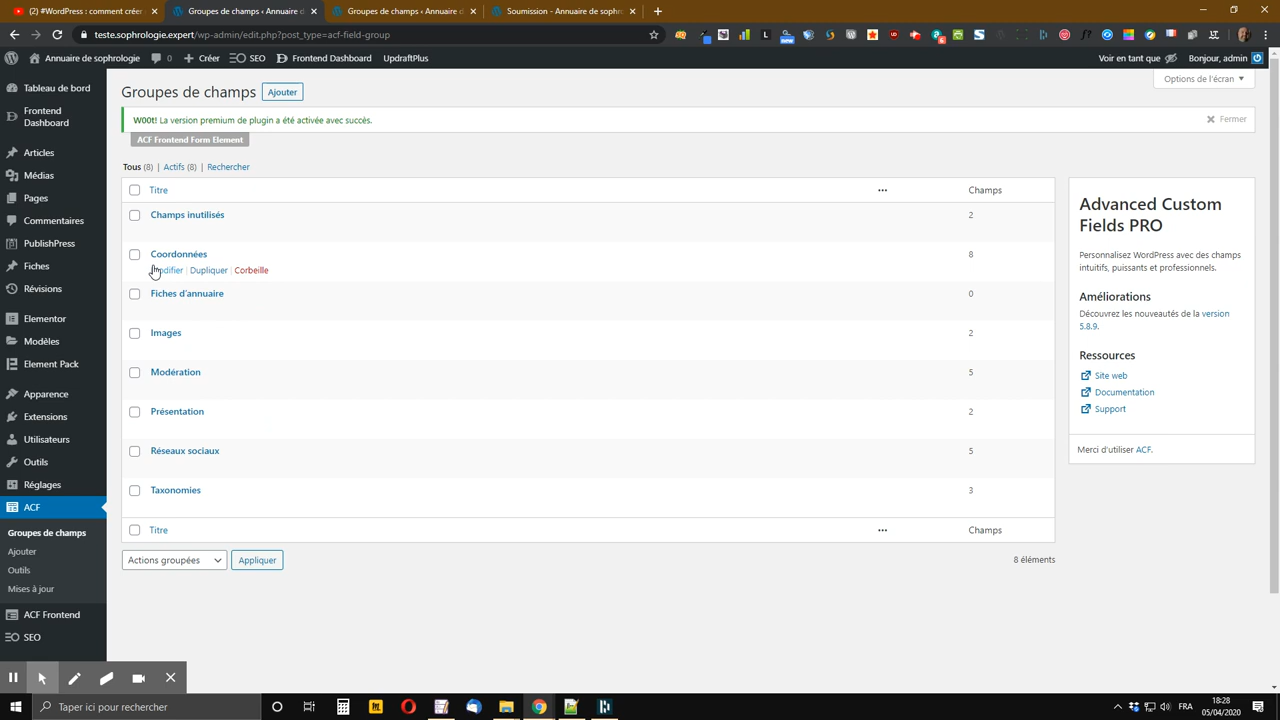 (2) #WordPress : comment créer
Groupes de champs ‹ Ajouter d
Groupes de champs ‹ Annuaire d
Soumission – Annuaire de sophr
teste.soigner.expert/wp-admin/edit.php?post_type=acf-field-group
Annuaire de sophrologie
0
Créer
SEO
Frontend Dashboard
UpdraftPlus
Voir en tant que
Bonjour, admin
Tableau de bord
Frontend
Dashboard
Articles
Médias
Pages
Commentaires
PublishPress
Fiches
Révisions
Elementor
Modèles
Element Pack
Apparence
Extensions
Utilisateurs
Outils
Réglages
ACF
Groupes de champs
Ajouter
Outils
Mises à jour
ACF Frontend
SEO
Groupes de champs Ajouter
Options de l'écran
W00t! La version premium de plugin a été activée avec succès.
Fermer
ACF Frontend Form Element
Tous (8) | Actifs (8) | Rechercher
Titre ••• Champs
Champs inutilisés 2
Coordonnées 8
Dupliquer | Corbeille
Fiches d'annuaire 0
Images 2
Modération 5
Présentation 2
Réseaux sociaux 5
Taxonomies 3
Titre ••• Champs
Actions groupées Appliquer 8 éléments
Advanced Custom
Fields PRO
Personnalisez WordPress avec des champs
intuitifs, puissants et professionnels.
Améliorations
Découvrez les nouveautés de la version
5.8.9.
Ressources
Site web
Documentation
Support
Merci d'utiliser ACF.
Taper ici pour rechercher
FRA
18:28
05/04/2020